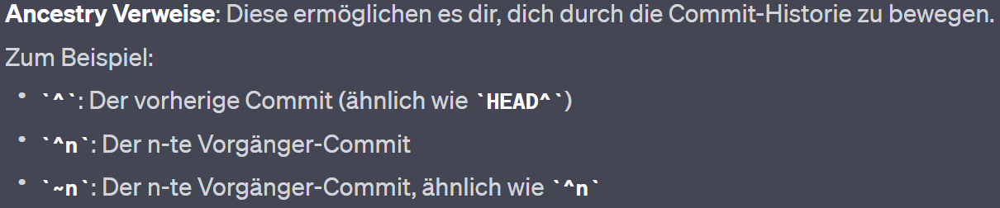 Ancestry Verweise: Diese ermöglichen es dir, dich durch die Commit-Historie zu bewegen.
Zum Beispiel:
• `^`: Der vorherige Commit (ähnlich wie `HEAD^`)
• `^n`: Der n-te Vorgänger-Commit
• `~n`: Der n-te Vorgänger-Commit, ähnlich wie `^n`